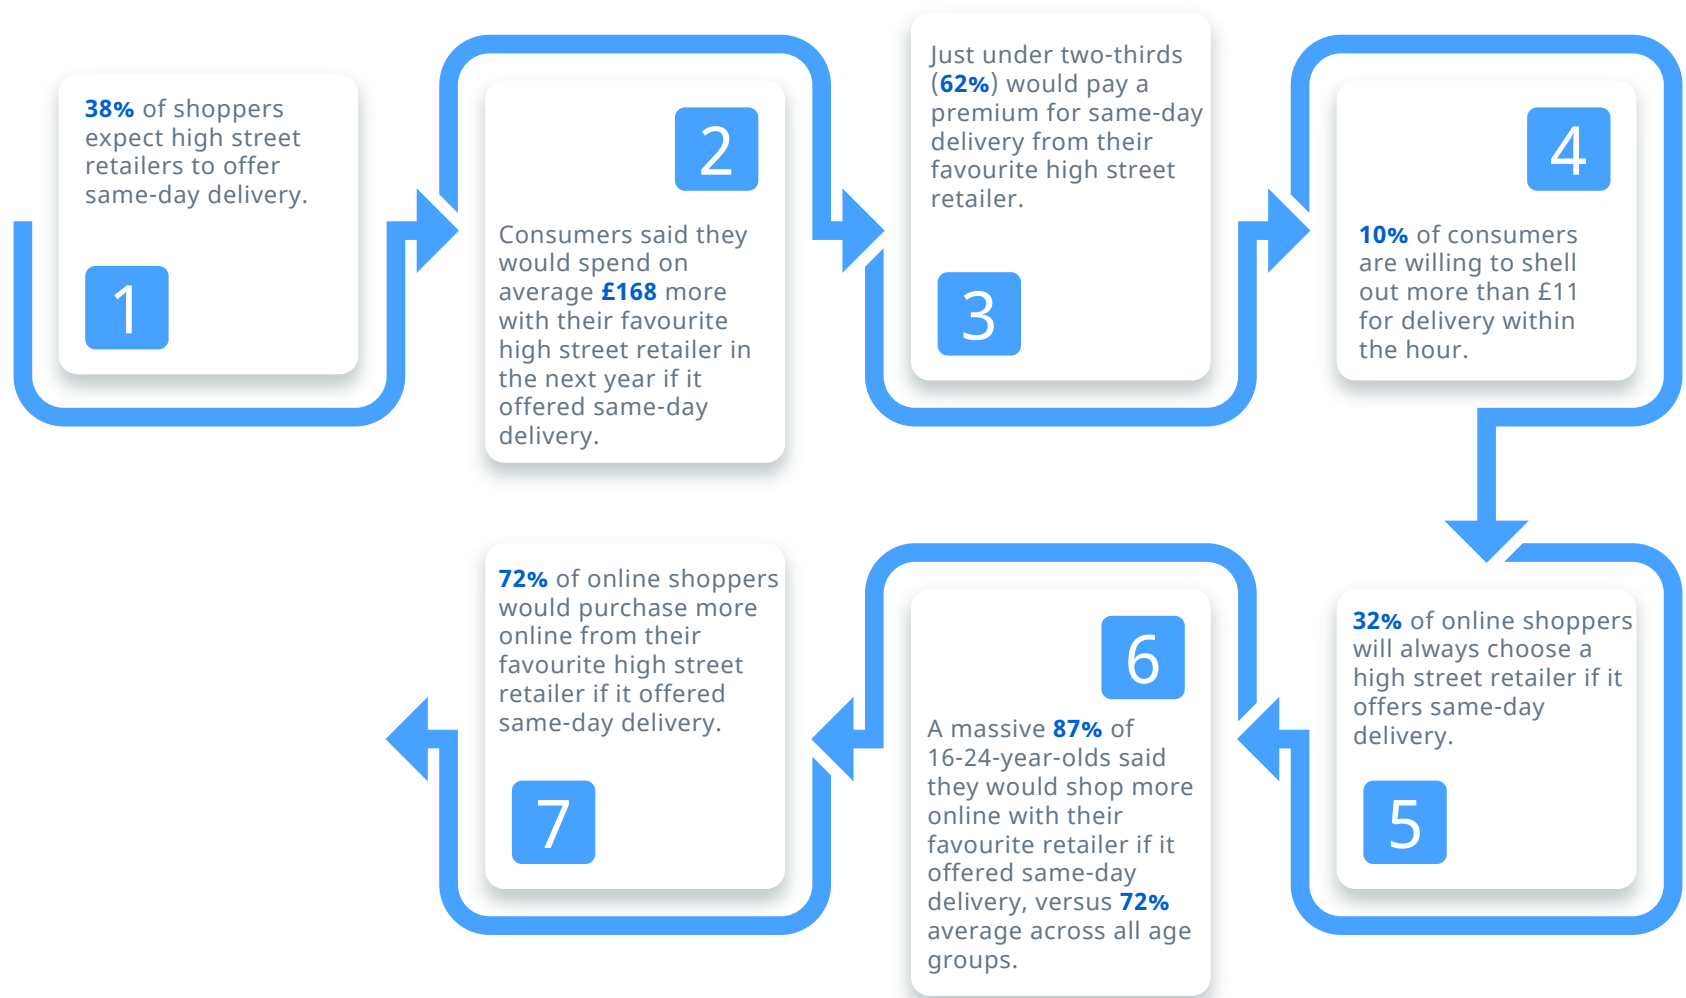 38% of shoppers
expect high street
retailers to offer
same-day delivery.
1
2
Consumers said they
would spend on
average £168 more
with their favourite
high street retailer in
the next year if it
offered same-day
delivery.
Just under two-thirds
(62%) would pay a
premium for same-day
delivery from their
favourite high street
retailer.
3
4
10% of consumers
are willing to shell
out more than £11
for delivery within
the hour.
32% of online shoppers
will always choose a
high street retailer if it
offers same-day
delivery.
5
6
A massive 87% of
16-24-year-olds said
they would shop more
online with their
favourite retailer if it
offered same-day
delivery, versus 72%
average across all age
groups.
72% of online shoppers
would purchase more
online from their
favourite high street
retailer if it offered
same-day delivery.
7